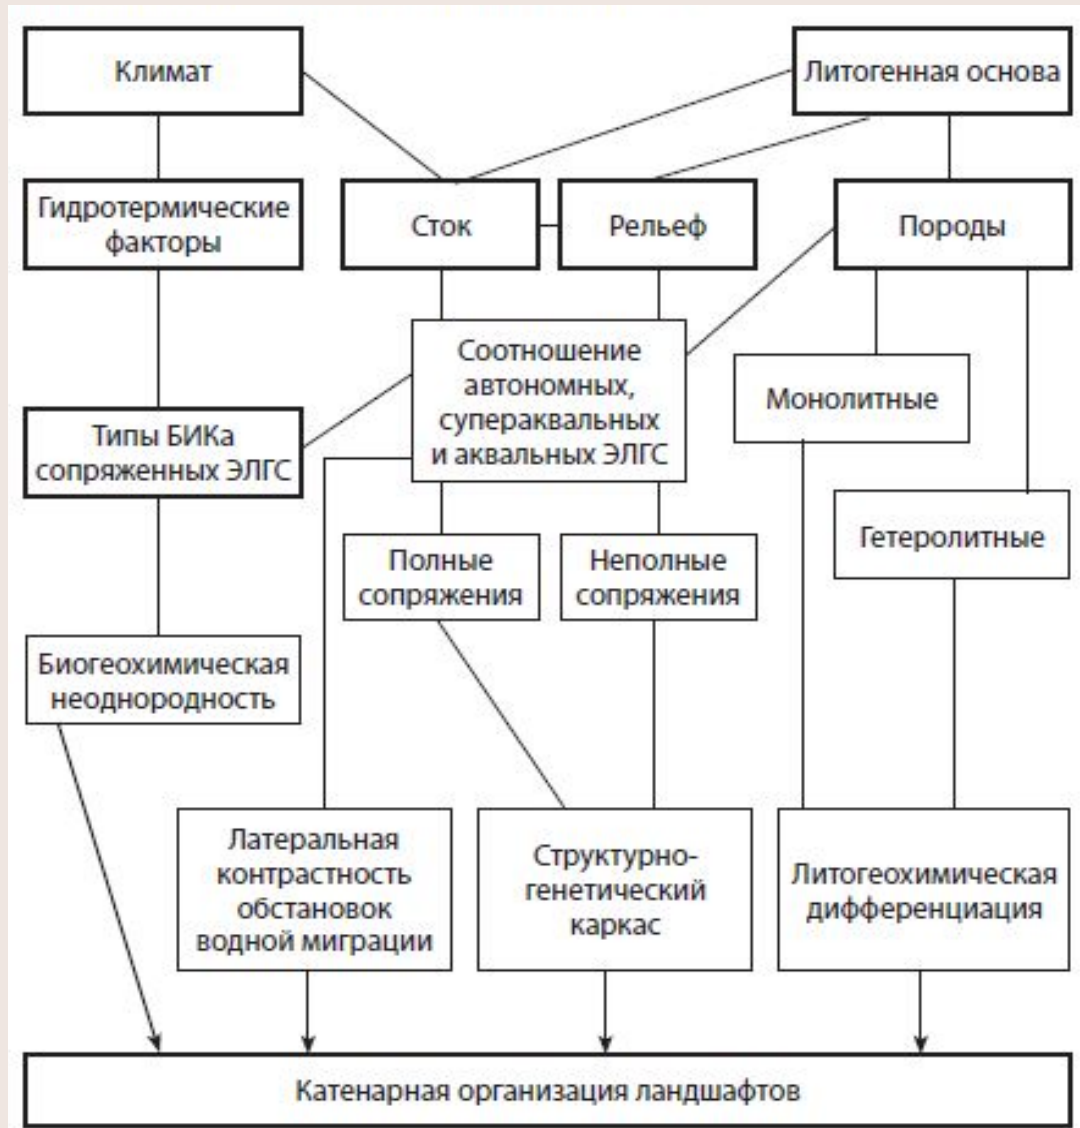 Климат
Литогенная основа
Гидротермические
факторы
Сток
Рельеф
Породы
Соотношение
автономных,
супераквальных
и аквальных ЭЛГС
Монолитные
Типы БИКа
сопряженных ЭЛГС
Гетеролитные
Полные
сопряжения
Неполные
сопряжения
Биогеохимическая
неоднородность
Латеральная
контрастность
обстановок
водной миграции
Структурно-
генетический
каркас
Литогеохимическая
дифференциация
Катенарная организация ландшафтов